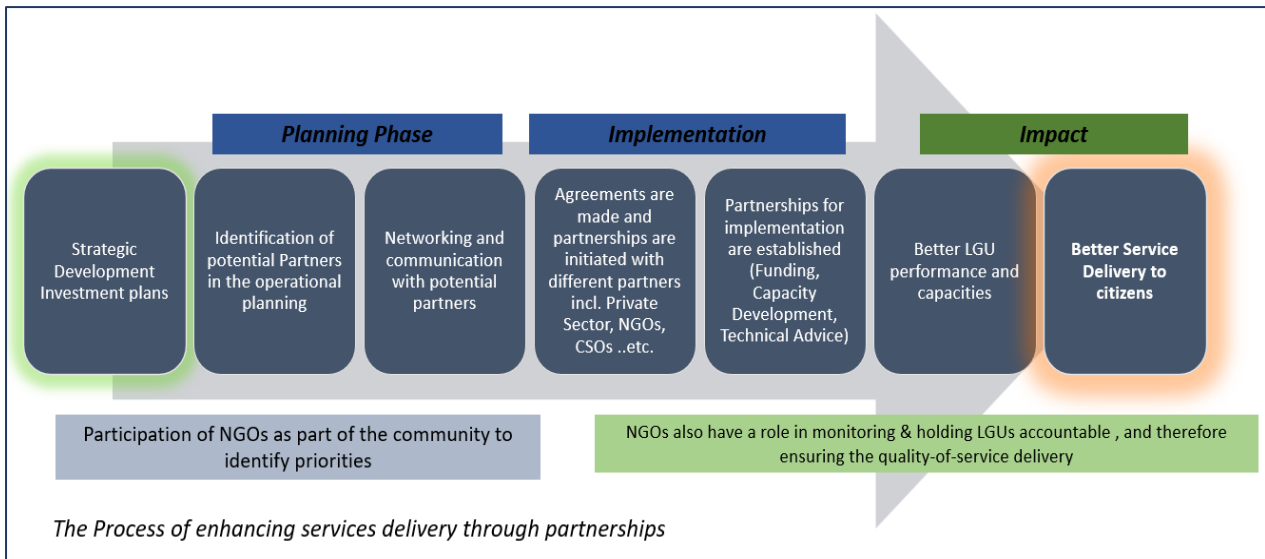 Planning Phase
Implementation
Impact
Strategic
Development
Investment plans
Identification of
potential Partners
in the operational
planning
Networking and
communication
with potential
partners
Agreements are
made and
partnerships are
initiated with
different partners
incl. Private
Sector, NGOs,
CSOs ..etc.
Partnerships for
implementation
are established
(Funding,
Capacity
Development,
Technical Advice)
Better LGU
performance and
capacities
Better Service
Delivery to
citizens
Participation of NGOs as part of the community to
identify priorities
NGOs also have a role in monitoring & holding LGUs accountable , and therefore
ensuring the quality-of-service delivery
The Process of enhancing services delivery through partnerships